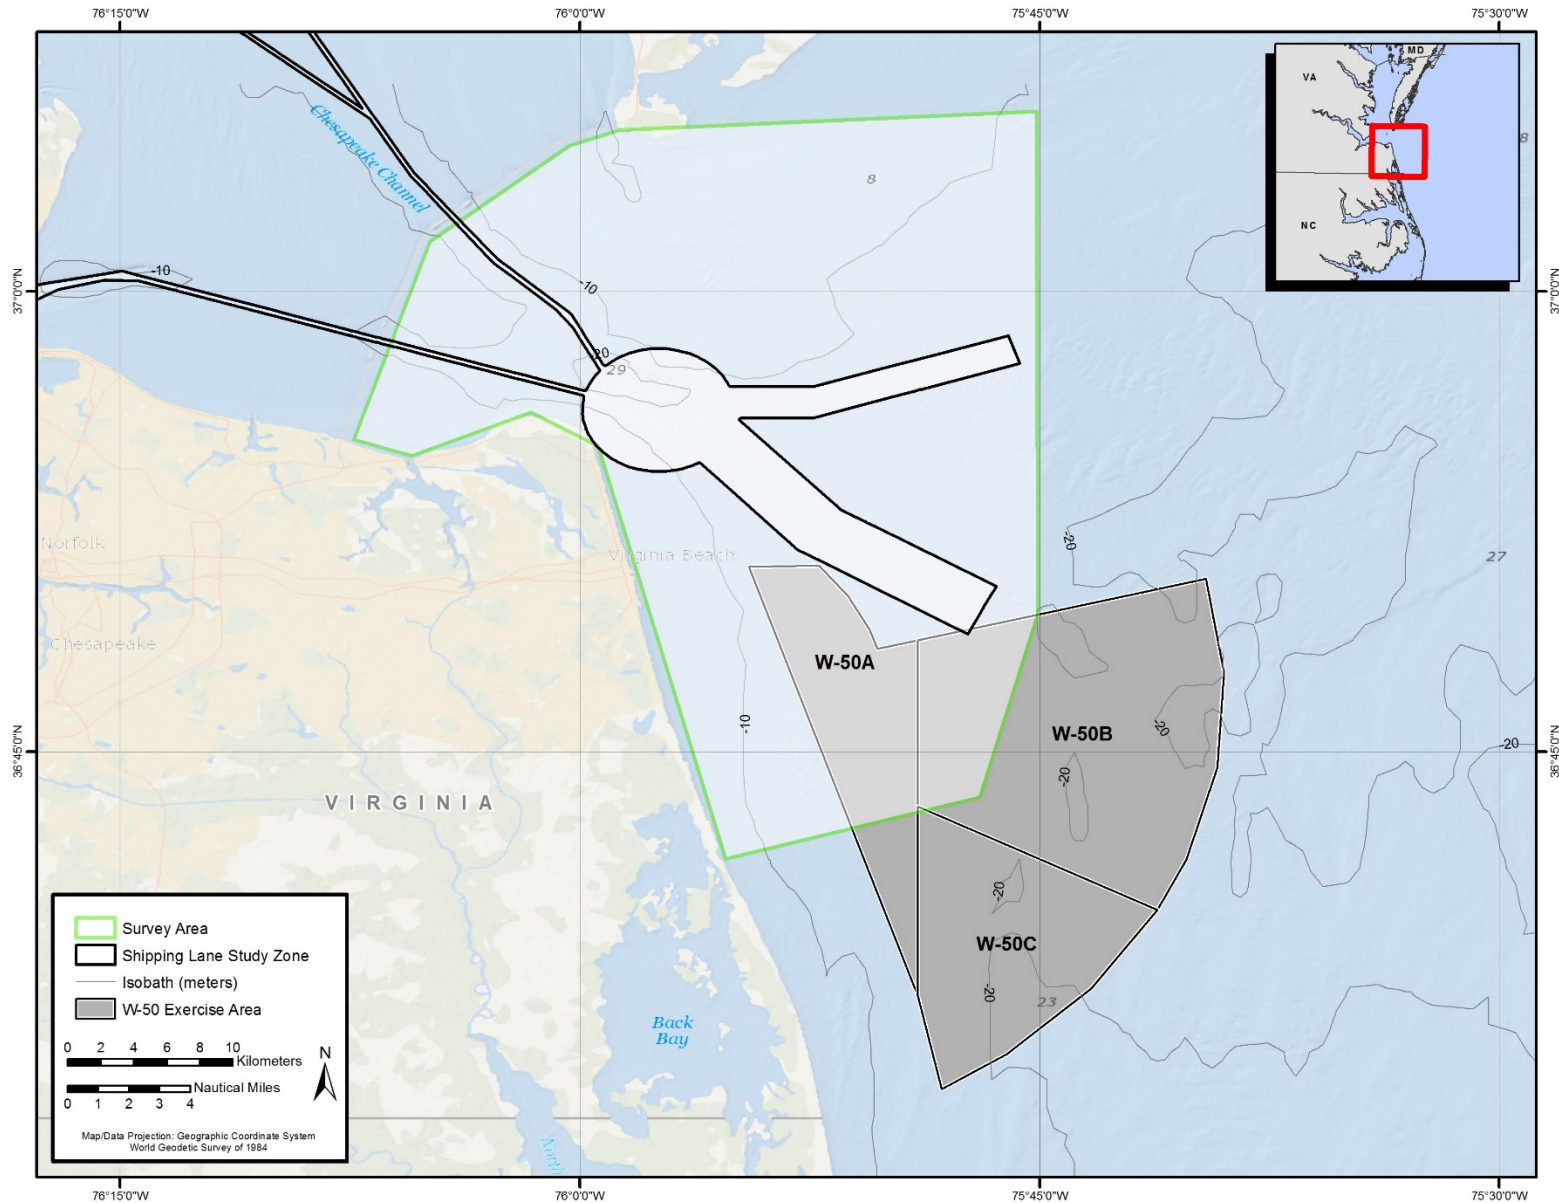 76°15'0"W
76°0'0"W
75°45'0"W
75°30'0"W
MD
VA
NC
8
Chesapeake
Channel
8
37°0'0"N
-10
-10
37°0'0"N
-20
29
Norfolk
Virginia Beach
-20
27
Chesapeake
W-50A
36°45'0"N
-10
W-50B
-20
-20
-20
36°45'0"N
VIRGINIA
-20
W-50C
-20
23
Back
Bay
North
Survey Area
Shipping Lane Study Zone
Isobath (meters)
W-50 Exercise Area
0 2 4 6 8 10
Kilometers
N
Nautical Miles
0 1 2 3 4
Map/Data Projection: Geographic Coordinate System
World Geodetic Survey of 1984
76°15'0"W
76°0'0"W
75°45'0"W
75°30'0"W